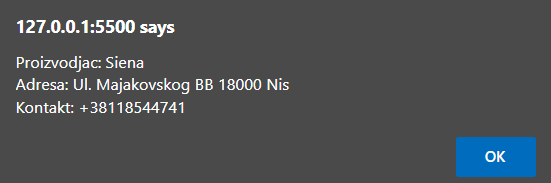 127.0.0.1:5500 says
Proizvodjac: Siena
Adresa: Ul. Majakovskog BB 18000 Nis
Kontakt: +38118544741
OK